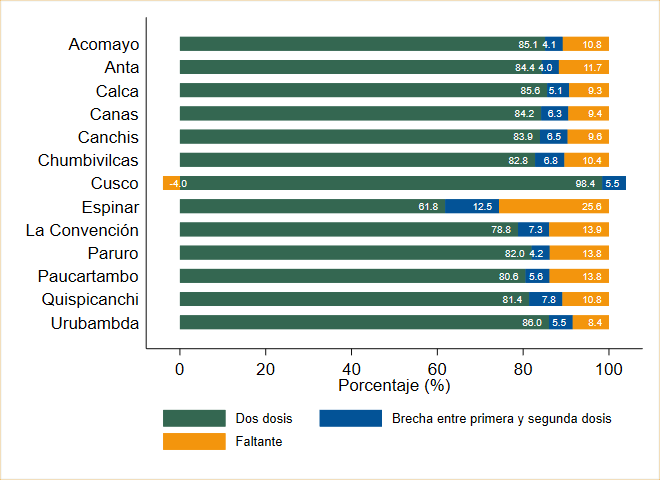 Acomayo 85.1 4.1 10.8
Anta 84.4 4.0 11.7
Calca 85.6 5.1 9.3
Canas 84.2 6.3 9.4
Canchis 83.9 6.5 9.6
Chumbivilcas 82.8 6.8 10.4
Cusco -4.0 98.4 5.5
Espinar 61.8 12.5 25.6
La Convención 78.8 7.3 13.9
Paruro 82.0 4.2 13.8
Paucartambo 80.6 5.6 13.8
Quispicanchi 81.4 7.8 10.8
Urubambda 86.0 5.5 8.4
0 20 40 60 80 100
Porcentaje (%)
Dos dosis Brecha entre primera y segunda dosis
Faltante